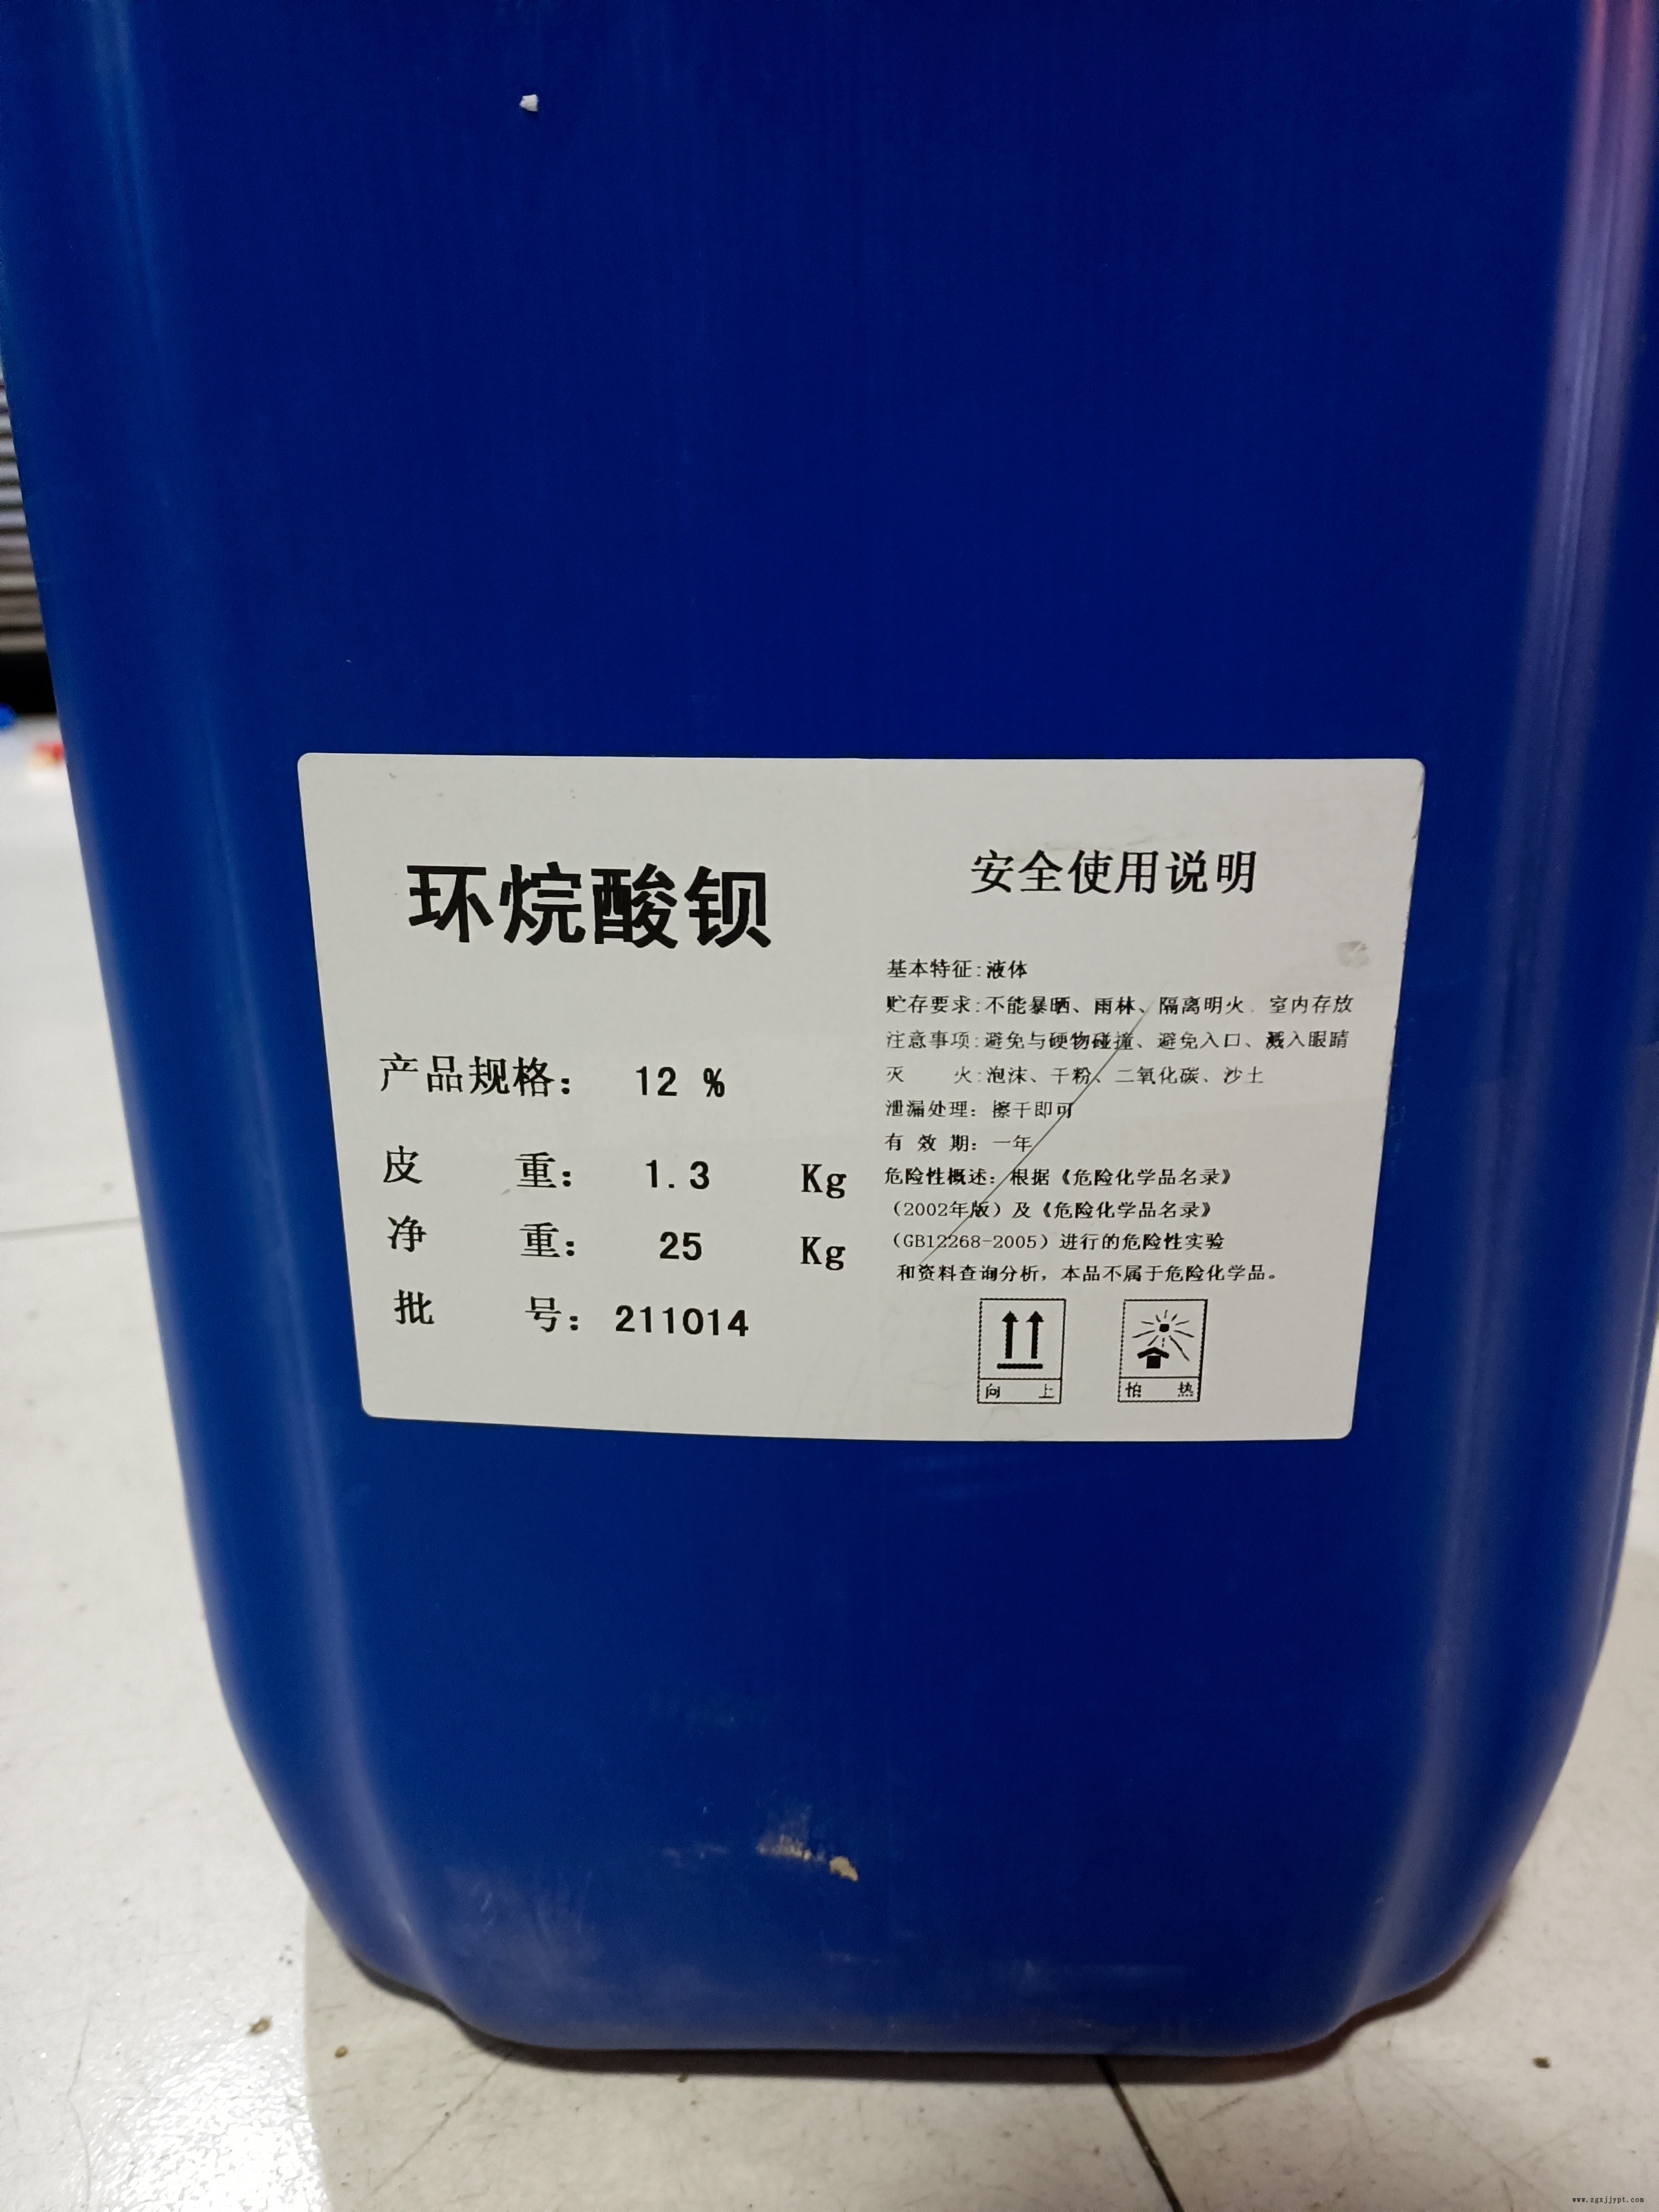 环烷酸钡
产品规格: 12 %
皮 重: 1.3 Kg
净 重: 25 Kg
批 号: 211014
安全使用说明
基本特征:液体
贮存要求:不能暴晒、雨林、隔离明火．室内存放
注意事项:避免与硬物碰撞、避免入口、溅入眼睛
灭 火:泡沫、干粉、二氧化碳、沙土
泄漏处理: 擦干即可
有 效 期: 一年
危险性概述: 根据《危险化学品名录》
（2002年版）及《危险化学品名录》
（GB12268-2005）进行的危险性实验
和资料查询分析，本品不属于危险化学品。
向 上
怕 热
www.zgxjjypt.com